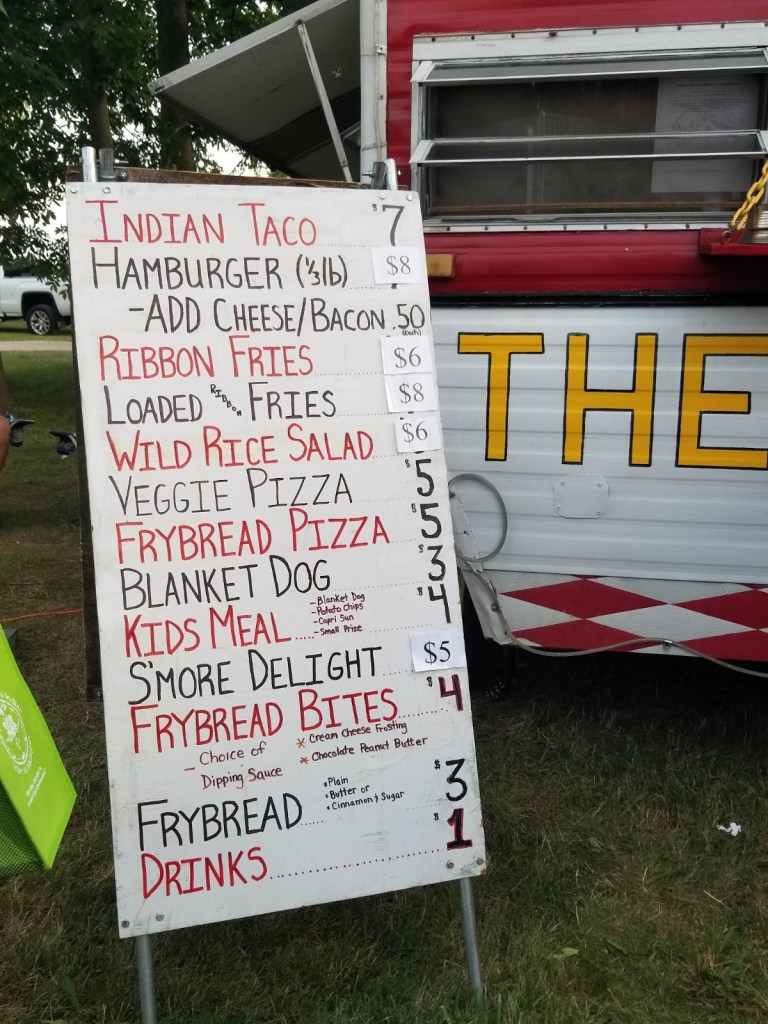 INDIAN TACO $7
HAMBURGER (1/3lb) $8
-ADD CHEESE/BACON .50
(each)
RIBBON FRIES $6
LOADED RIBBON FRIES $8
WILD RICE SALAD $6
VEGGIE PIZZA $5
FRYBREAD PIZZA $5
BLANKET DOG $3
KIDS MEAL..... $4
- Blanket Dog
- Potato Chips
- Capri Sun
- Small Prize
S'MORE DELIGHT $5
FRYBREAD BITES........ $4
- Choice of
Dipping Sauce
* Cream Cheese Frosting
* Chocolate Peanut Butter
FRYBREAD..... $3
• Plain
• Butter or
• Cinnamon & Sugar
DRINKS........................... $1
THE